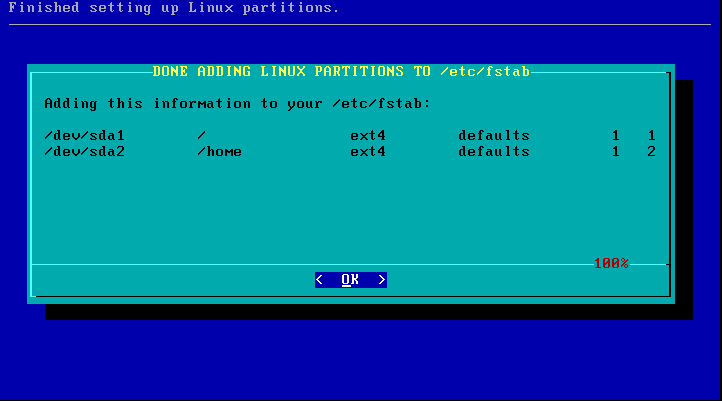 Finished setting up Linux partitions.
DONE ADDING LINUX PARTITIONS TO /etc/fstab
Adding this information to your /etc/fstab:
/dev/sda1 / ext4 defaults 1 1
/dev/sda2 /home ext4 defaults 1 2
100%
< OK >